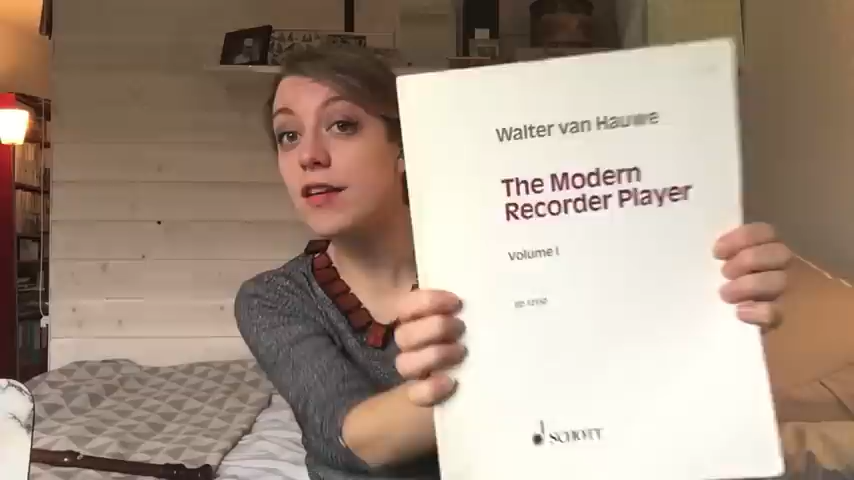 Walter van Hauwe
The Modern
Recorder Player
Volume I
SCHOTT